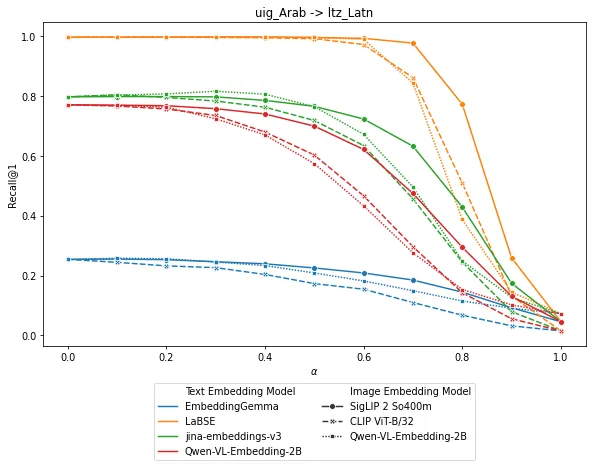 uig_Arab -> ltz_Latn
Recall@1
1.0
0.8
0.6
0.4
0.2
0.0
0.0 0.2 0.4 0.6 0.8 1.0
α
Text Embedding Model
EmbeddingGemma
LaBSE
jina-embeddings-v3
Qwen-VL-Embedding-2B
Image Embedding Model
SigLIP 2 So400m
CLIP ViT-B/32
Qwen-VL-Embedding-2B